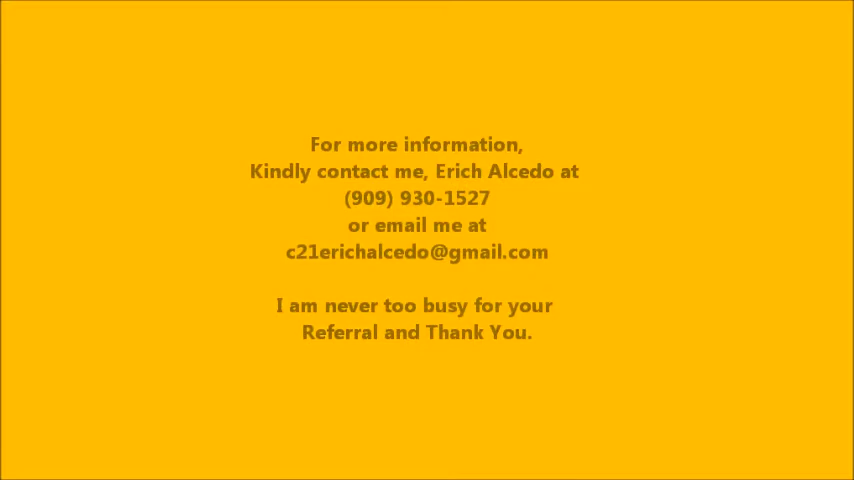 For more information,
Kindly contact me, Erich Alcedo at
(909) 930-1527
or email me at
c21erichalcedo@gmail.com
I am never too busy for your
Referral and Thank You.